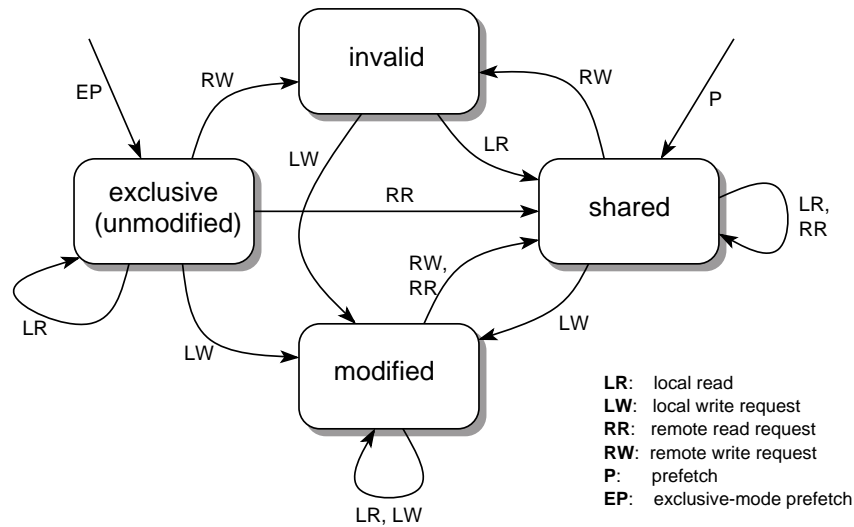 invalid
EP
RW
RW
P
LW
LR
exclusive
(unmodified)
RR
shared
LR,
RR
RW,
RR
LR
LW
LW
modified
LR, LW
LR: local read
LW: local write request
RR: remote read request
RW: remote write request
P: prefetch
EP: exclusive-mode prefetch